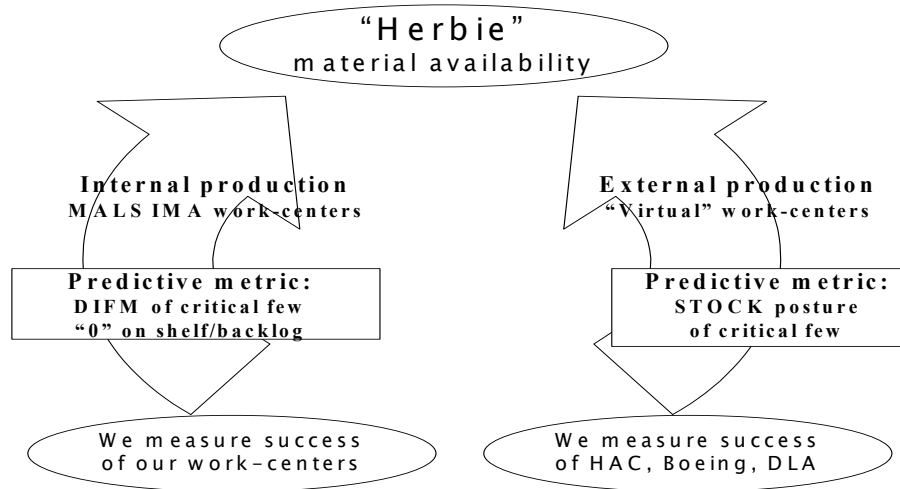 “Herbie”
material availability
Internal production
MALS IMA work-centers
External production
“Virtual” work-centers
Predictive metric:
DIFM of critical few
“0” on shelf/backlog
Predictive metric:
STOCK posture
of critical few
We measure success
of our work-centers
We measure success
of HAC, Boeing, DLA